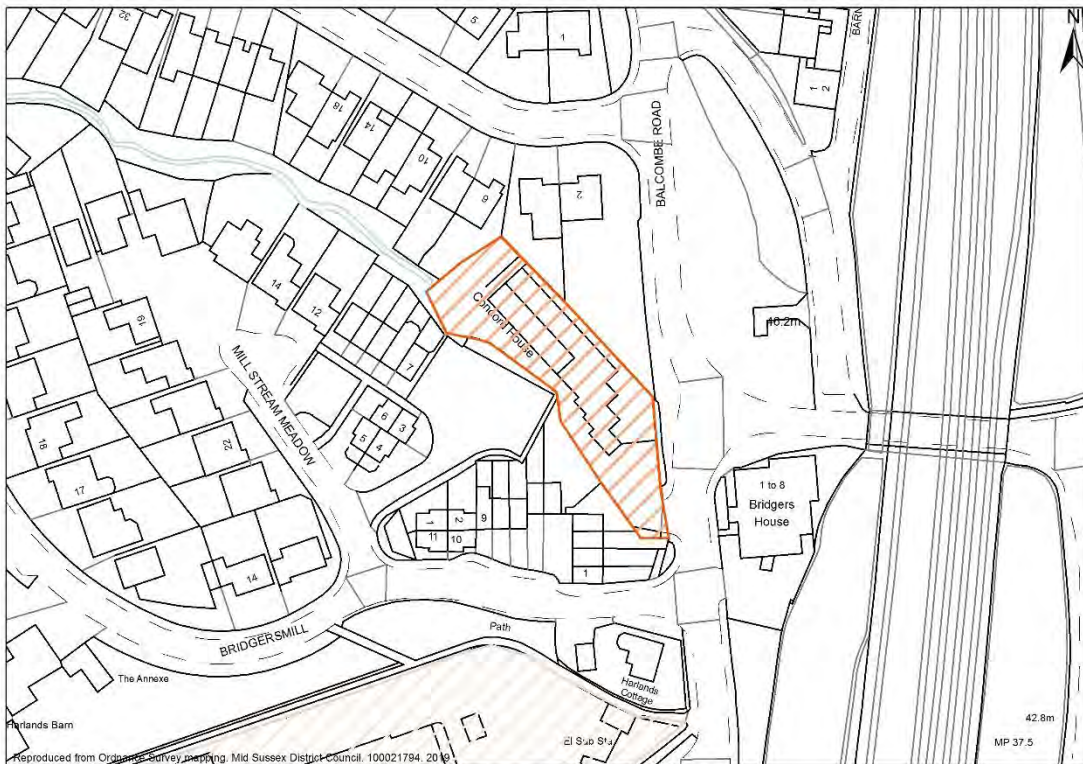 32
5
1
N
BARN
1
2
BALCOMBE ROAD
18
14
10
6
2
14
12
Concord House
40.2m
19
7
MILL STREAM MEADOW
6
3
5
4
18
22
17
1 to 8
Bridgers
House
1
2
9
11
10
14
1
BRIDGERSMILL
Path
The Annexe
Harlands
Cottage
Harlands Barn
El Sub Sta
42.8m
MP 37.5
Reproduced from Ordnance Survey mapping. Mid Sussex District Council. 100021794. 2019